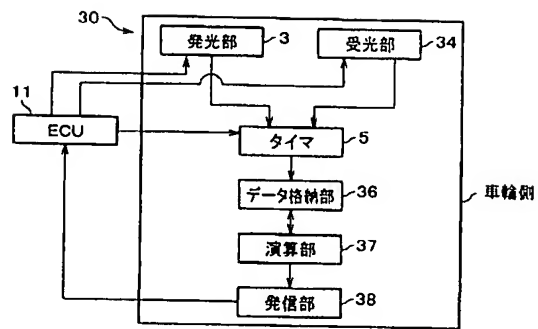 30
発光部 3
受光部 34
11
ECU
タイマ 5
データ格納部 36
車輪側
演算部 37
発信部 38